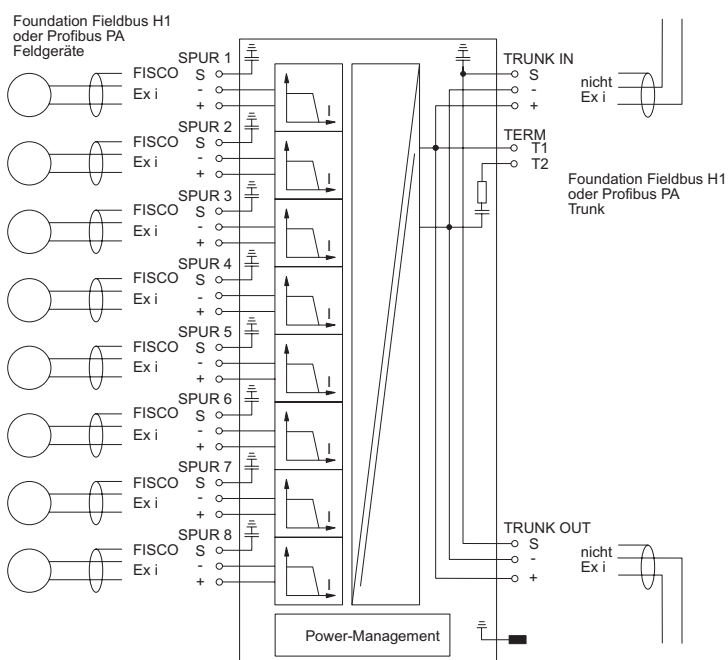 Foundation Fieldbus H1
oder Profibus PA
Feldgeräte
SPUR 1
FISCO S
Ex i -
+
SPUR 2
FISCO S
Ex i -
+
SPUR 3
FISCO S
Ex i -
+
SPUR 4
FISCO S
Ex i -
+
SPUR 5
FISCO S
Ex i -
+
SPUR 6
FISCO S
Ex i -
+
SPUR 7
FISCO S
Ex i -
+
SPUR 8
FISCO S
Ex i -
+
I
I
I
I
I
I
I
I
Power-Management
TRUNK IN
S
-
+
nicht
Ex i
TERM
T1
T2
Foundation Fieldbus H1
oder Profibus PA
Trunk
TRUNK OUT
S
-
+
nicht
Ex i